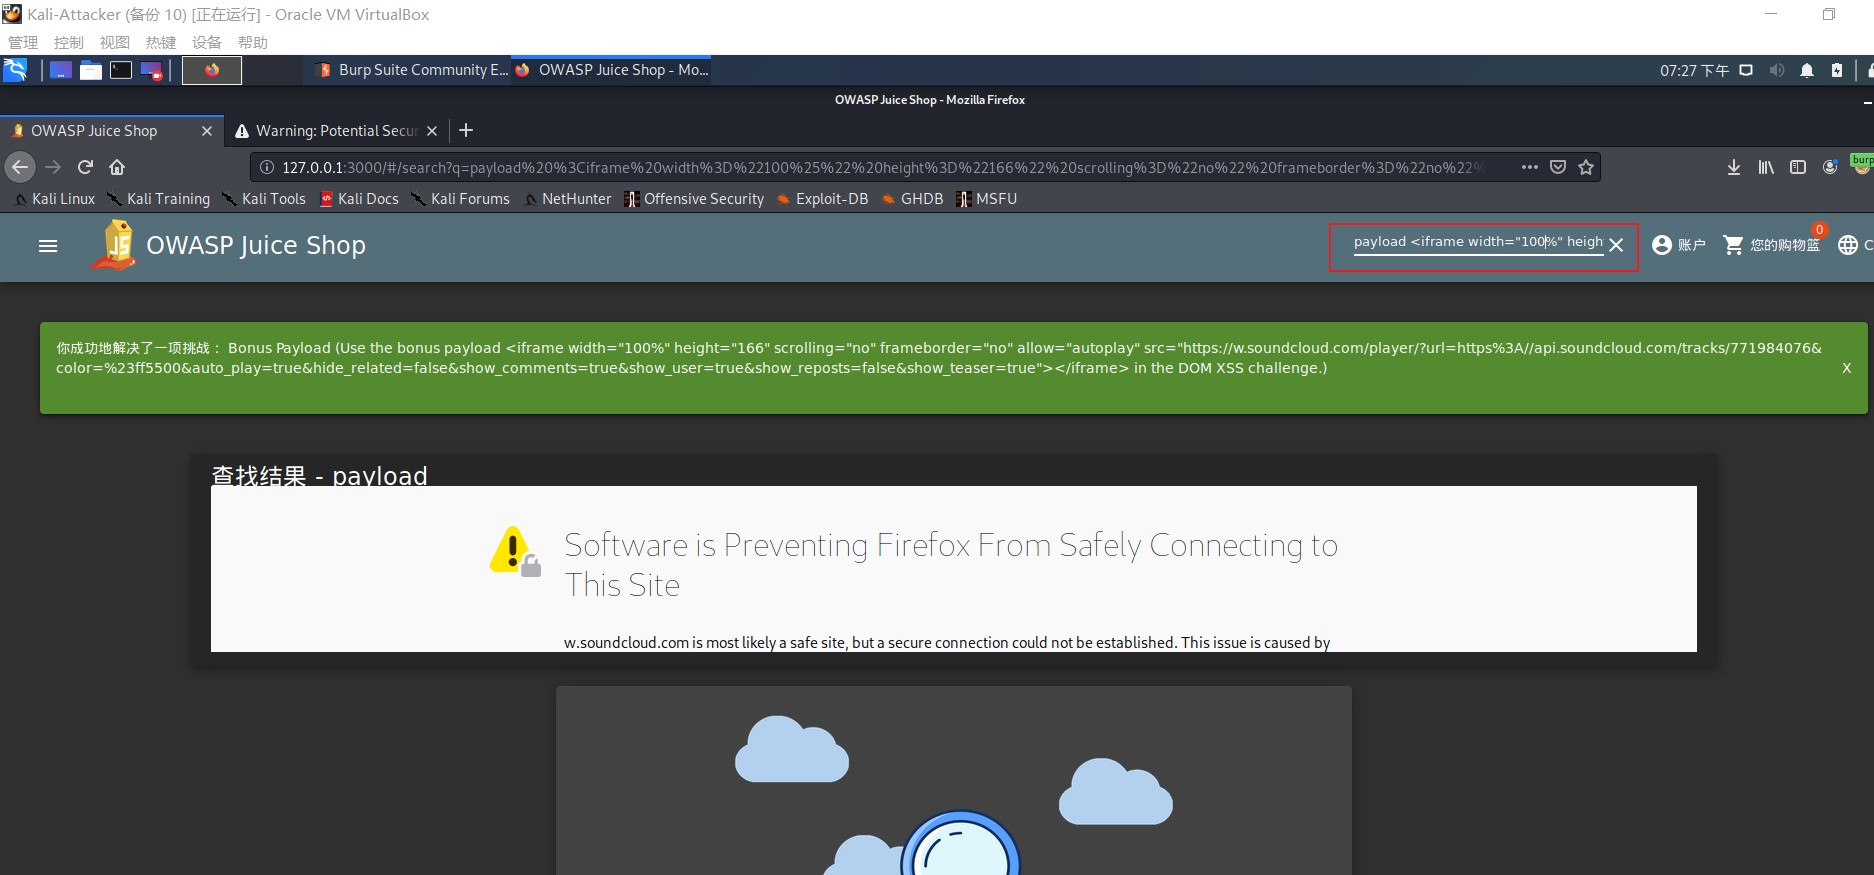 Kali-Attacker (备份 10) [正在运行] - Oracle VM VirtualBox
管理 控制 视图 热键 设备 帮助
Burp Suite Community E... OWASP Juice Shop - Mo... 07:27 下午
OWASP Juice Shop - Mozilla Firefox
OWASP Juice Shop Warning: Potential Secur
127.0.0.1:3000/#/search?q=payload%20%3Ciframe%20width%3D%22100%25%22%20height%3D%22166%22%20scrolling%3D%22no%22%20frameborder%3D%22no%22% burp
Kali Linux Kali Training Kali Tools Kali Docs Kali Forums NetHunter Offensive Security Exploit-DB GHDB MSFU
JS OWASP Juice Shop payload <iframe width="100%" heigh 账户 您的购物篮 0 C
你成功地解决了一项挑战： Bonus Payload (Use the bonus payload <iframe width="100%" height="166" scrolling="no" frameborder="no" allow="autoplay" src="https://w.soundcloud.com/player/?url=https%3A//api.soundcloud.com/tracks/771984076&
color=%23ff5500&auto_play=true&hide_related=false&show_comments=true&show_user=true&show_reposts=false&show_teaser=true"></iframe> in the DOM XSS challenge.) X
查找结果 - payload
Software is Preventing Firefox From Safely Connecting to
This Site
w.soundcloud.com is most likely a safe site, but a secure connection could not be established. This issue is caused by